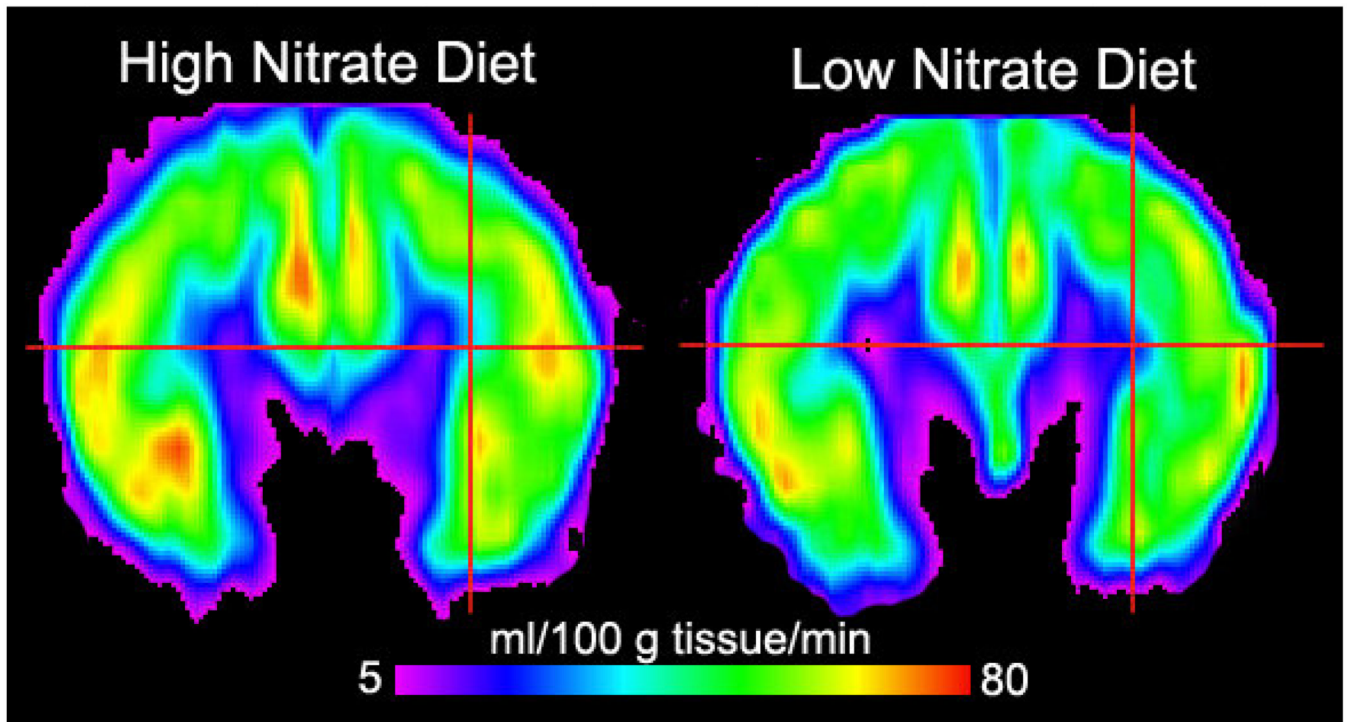 High Nitrate Diet
Low Nitrate Diet
ml/100 g tissue/min
5
80